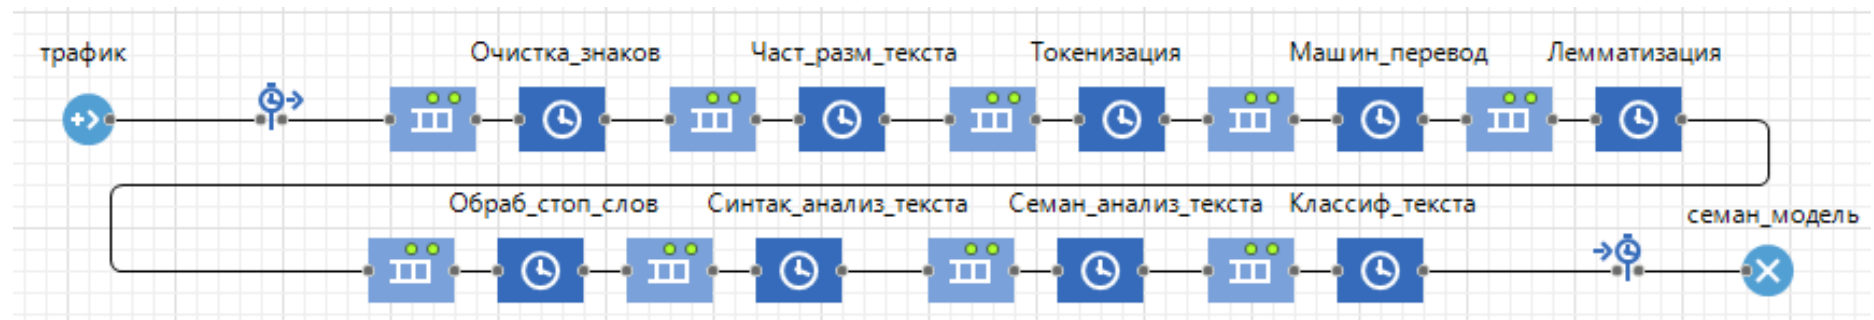 трафик
Очистка_знаков
Част_разм_текста
Токенизация
Машин_перевод
Лемматизация
Обраб_стоп_слов
Синтак_анализ_текста
Семан_анализ_текста
Классиф_текста
семан_модель